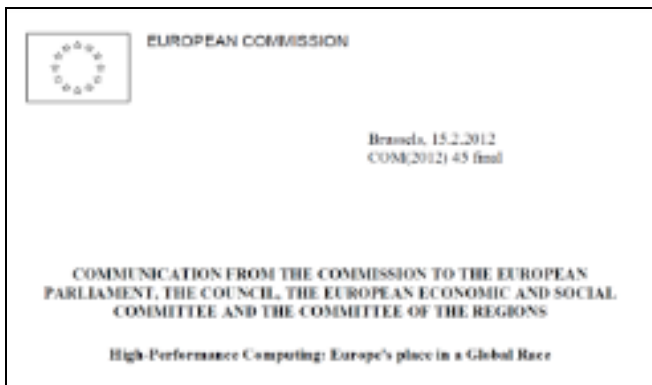 EUROPEAN COMMISSION
Brussels, 15.2.2012
COM(2012) 45 final
COMMUNICATION FROM THE COMMISSION TO THE EUROPEAN
PARLIAMENT, THE COUNCIL, THE EUROPEAN ECONOMIC AND SOCIAL
COMMITTEE AND THE COMMITTEE OF THE REGIONS
High-Performance Computing: Europe's place in a Global Race